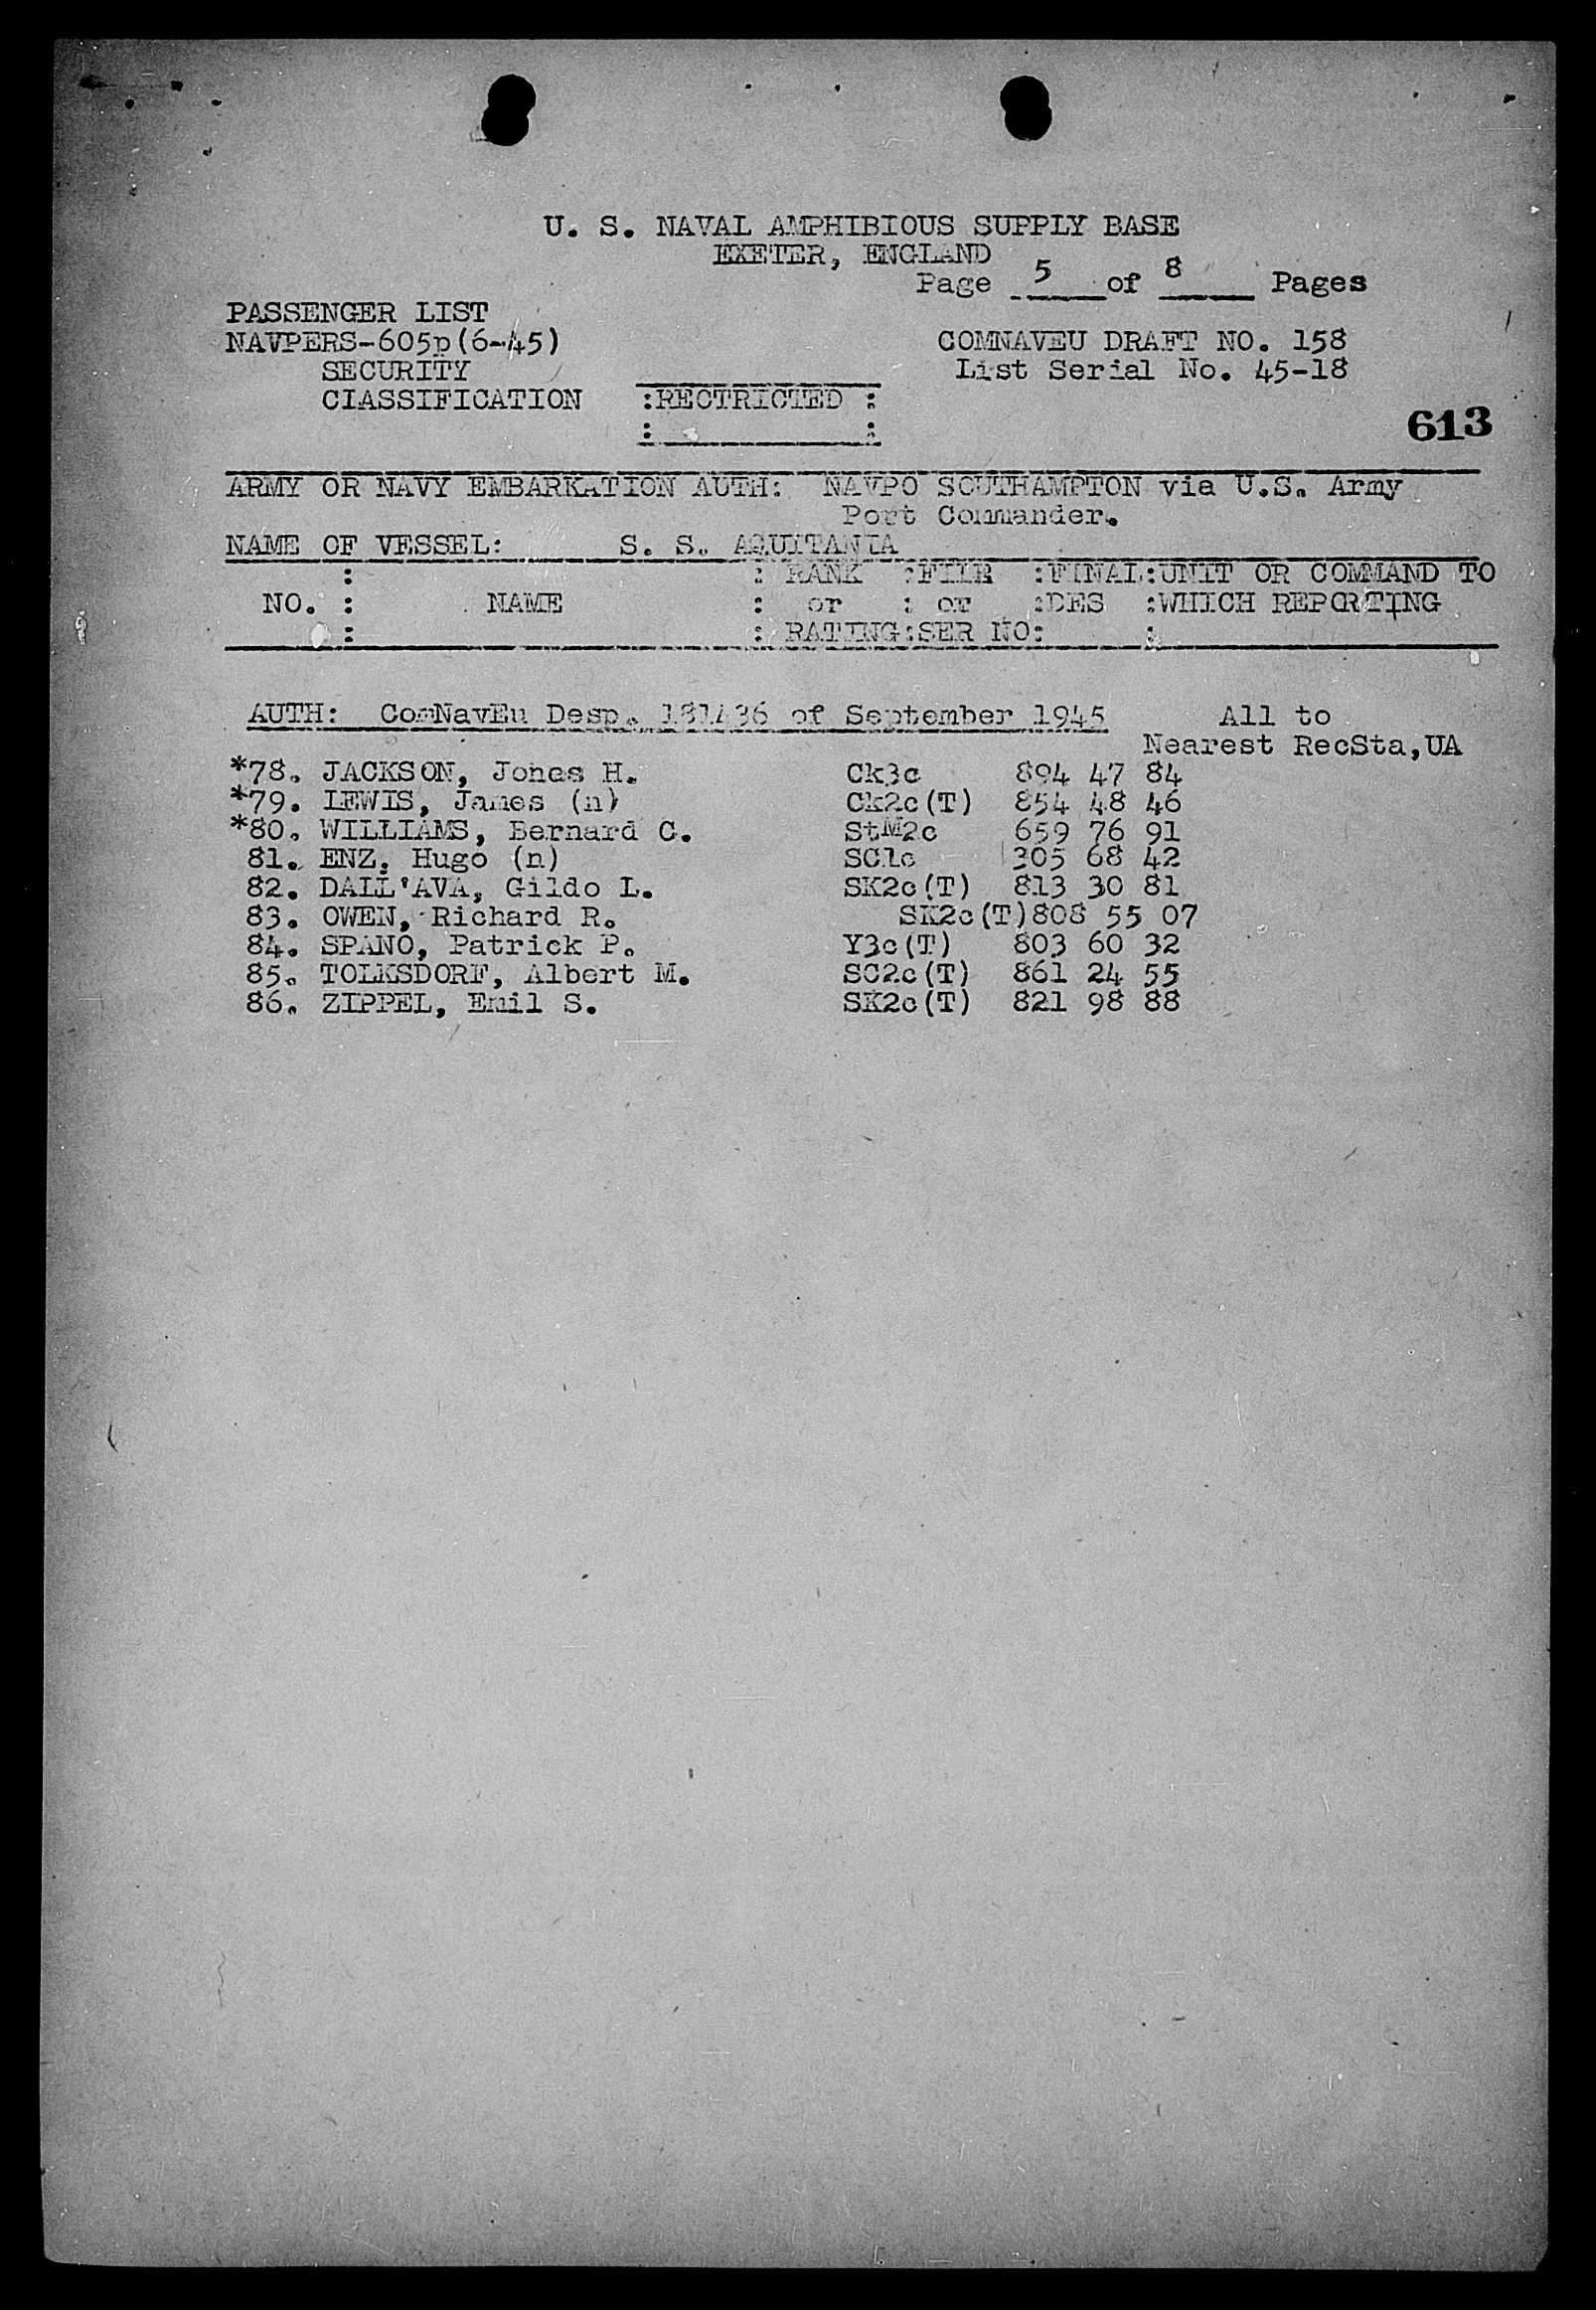 U. S. NAVAL AMPHIBIOUS SUPPLY BASE
EXETER, ENGLAND
Page 5 of 8 Pages
PASSENGER LIST
NAVPERS-605p(6-45) COMNAVEU DRAFT NO. 158
SECURITY List Serial No. 45-18
CLASSIFICATION :RECTRICTED :
613
ARMY OR NAVY EMBARKATION AUTH: NAVPO SOUTHAMPTON via U.S. Army
Port Commander.
NAME OF VESSEL: S. S. AQUITANIA
: : RANK :FILE :FINAL:UNIT OR COMMAND TO
NO. : NAME : or : or :DES :WHICH REPORTING
: : RATING:SER NO: :
AUTH: ComNavEu Desp. 181436 of September 1945 All to
Nearest RecSta,UA
*78. JACKSON, Jonas H. Ck3c 894 47 84
*79. LEWIS, James (n) Ck2c(T) 854 48 46
*80. WILLIAMS, Bernard C. StM2c 659 76 91
81. ENZ, Hugo (n) SC1c 305 68 42
82. DALL'AVA, Gildo L. SK2c(T) 813 30 81
83. OWEN, Richard R. SK2c(T)808 55 07
84. SPANO, Patrick P. Y3c(T) 803 60 32
85. TOLKSDORF, Albert M. SC2c(T) 861 24 55
86. ZIPPEL, Emil S. SK2c(T) 821 98 88